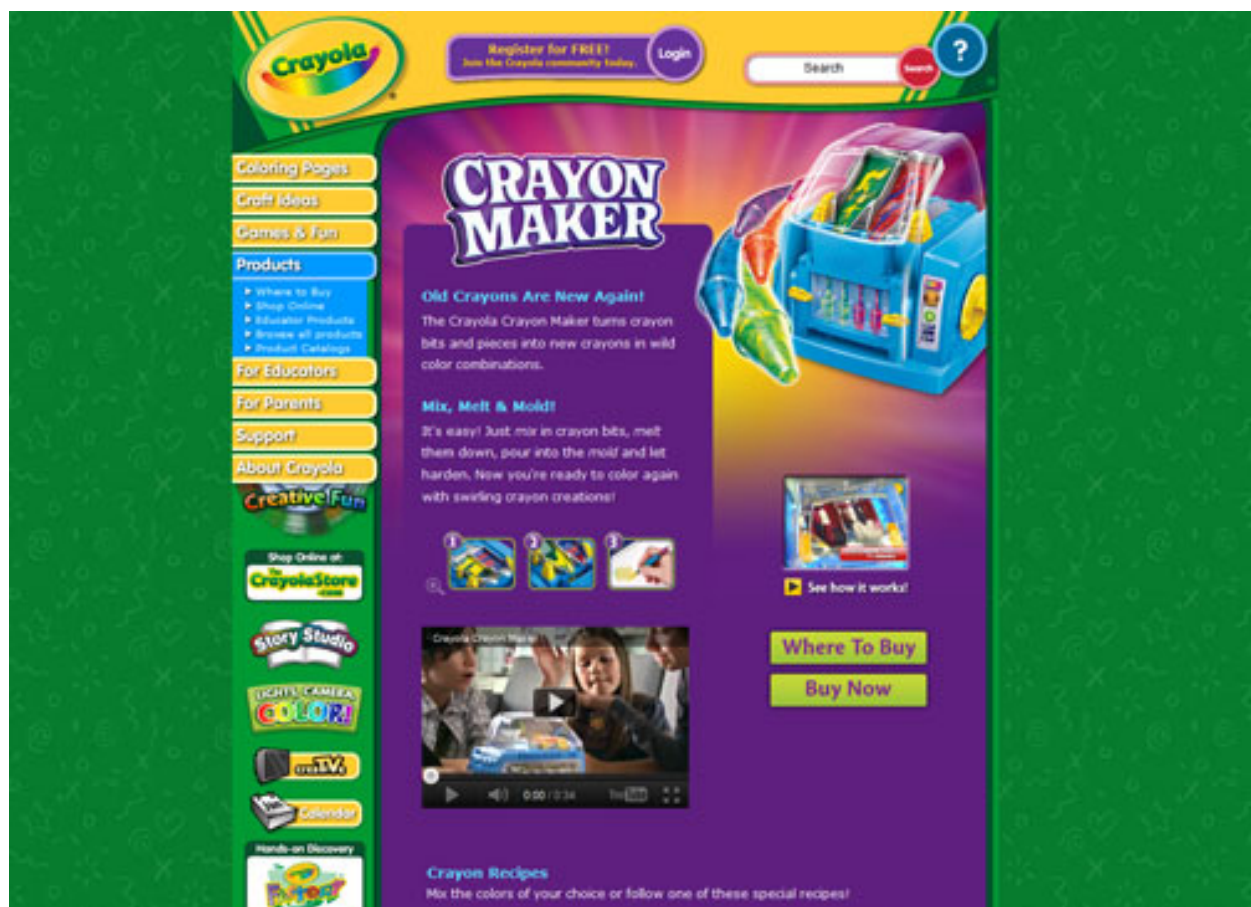 Crayola
Register for FREE!
Join the Crayola community today.
Login
Search
Search
?
Coloring Pages
Craft Ideas
Games & Fun
Products
Where to Buy
Shop Online
Educator Products
Browse all products
Product Catalogs
For Educators
For Parents
Support
About Crayola
Creative Fun
Shop Online at:
The
CrayolaStore
.com
Story Studio
LIGHTS, CAMERA,
COLOR!
TV
Calendar
Hands-on Discovery
CRAYON
MAKER
Old Crayons Are New Again!
The Crayola Crayon Maker turns crayon
bits and pieces into new crayons in wild
color combinations.
Mix, Melt & Mold!
It's easy! Just mix in crayon bits, melt
them down, pour into the mold and let
harden. Now you're ready to color again
with swirling crayon creations!
1 2 3
Crayola Crayon Maker
0:00 / 0:34
YouTube
See how it works!
Where To Buy
Buy Now
Crayon Recipes
Mix the colors of your choice or follow one of these special recipes!